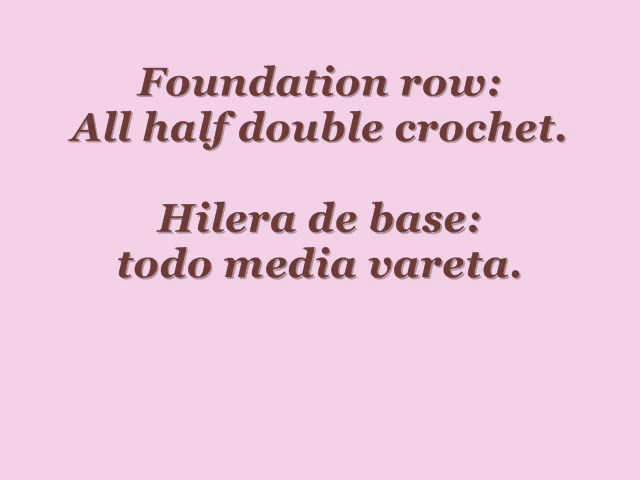 Foundation row:
All half double crochet.
Hilera de base:
todo media vareta.